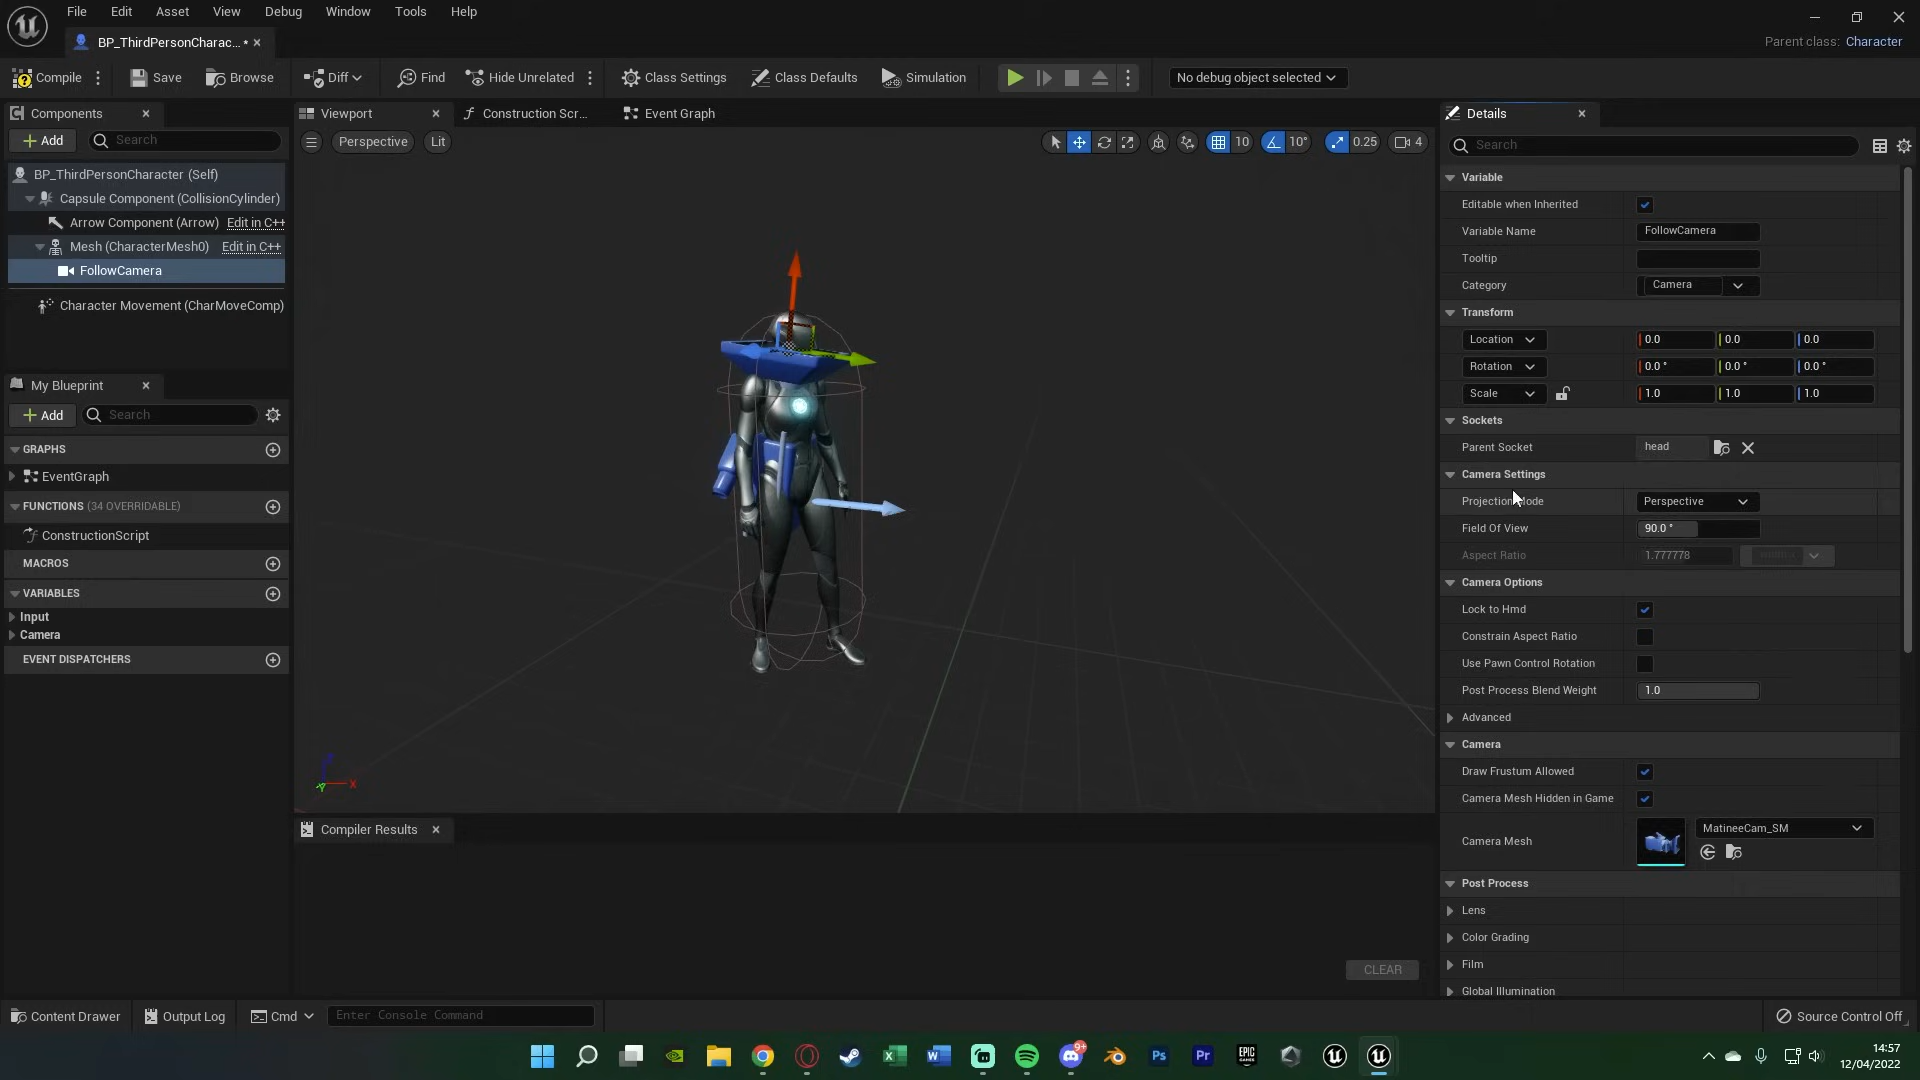 File Edit Asset View Debug Window Tools Help
BP_ThirdPersonCharac... *
Parent class: Character
Compile Save Browse Diff Find Hide Unrelated Class Settings Class Defaults Simulation No debug object selected
Components
Add Search
BP_ThirdPersonCharacter (Self)
Capsule Component (CollisionCylinder)
Arrow Component (Arrow) Edit in C++
Mesh (CharacterMesh0) Edit in C++
FollowCamera
Character Movement (CharMoveComp)
My Blueprint
Add Search
GRAPHS
EventGraph
FUNCTIONS (34 OVERRIDABLE)
ConstructionScript
MACROS
VARIABLES
Input
Camera
EVENT DISPATCHERS
Viewport Construction Scr... Event Graph
Perspective Lit 10 10° 0.25 4
X
Y
Compiler Results
CLEAR
Details
Search
Variable
Editable when Inherited
Variable Name FollowCamera
Tooltip
Category Camera
Transform
Location 0.0 0.0 0.0
Rotation 0.0 ° 0.0 ° 0.0 °
Scale 1.0 1.0 1.0
Sockets
Parent Socket head
Camera Settings
Projection Mode Perspective
Field Of View 90.0 °
Aspect Ratio 1.777778
Camera Options
Lock to Hmd
Constrain Aspect Ratio
Use Pawn Control Rotation
Post Process Blend Weight 1.0
Advanced
Camera
Draw Frustum Allowed
Camera Mesh Hidden in Game
Camera Mesh MatineeCam_SM
Post Process
Lens
Color Grading
Film
Global Illumination
Content Drawer Output Log Cmd Enter Console Command Source Control Off
9+
14:57
12/04/2022